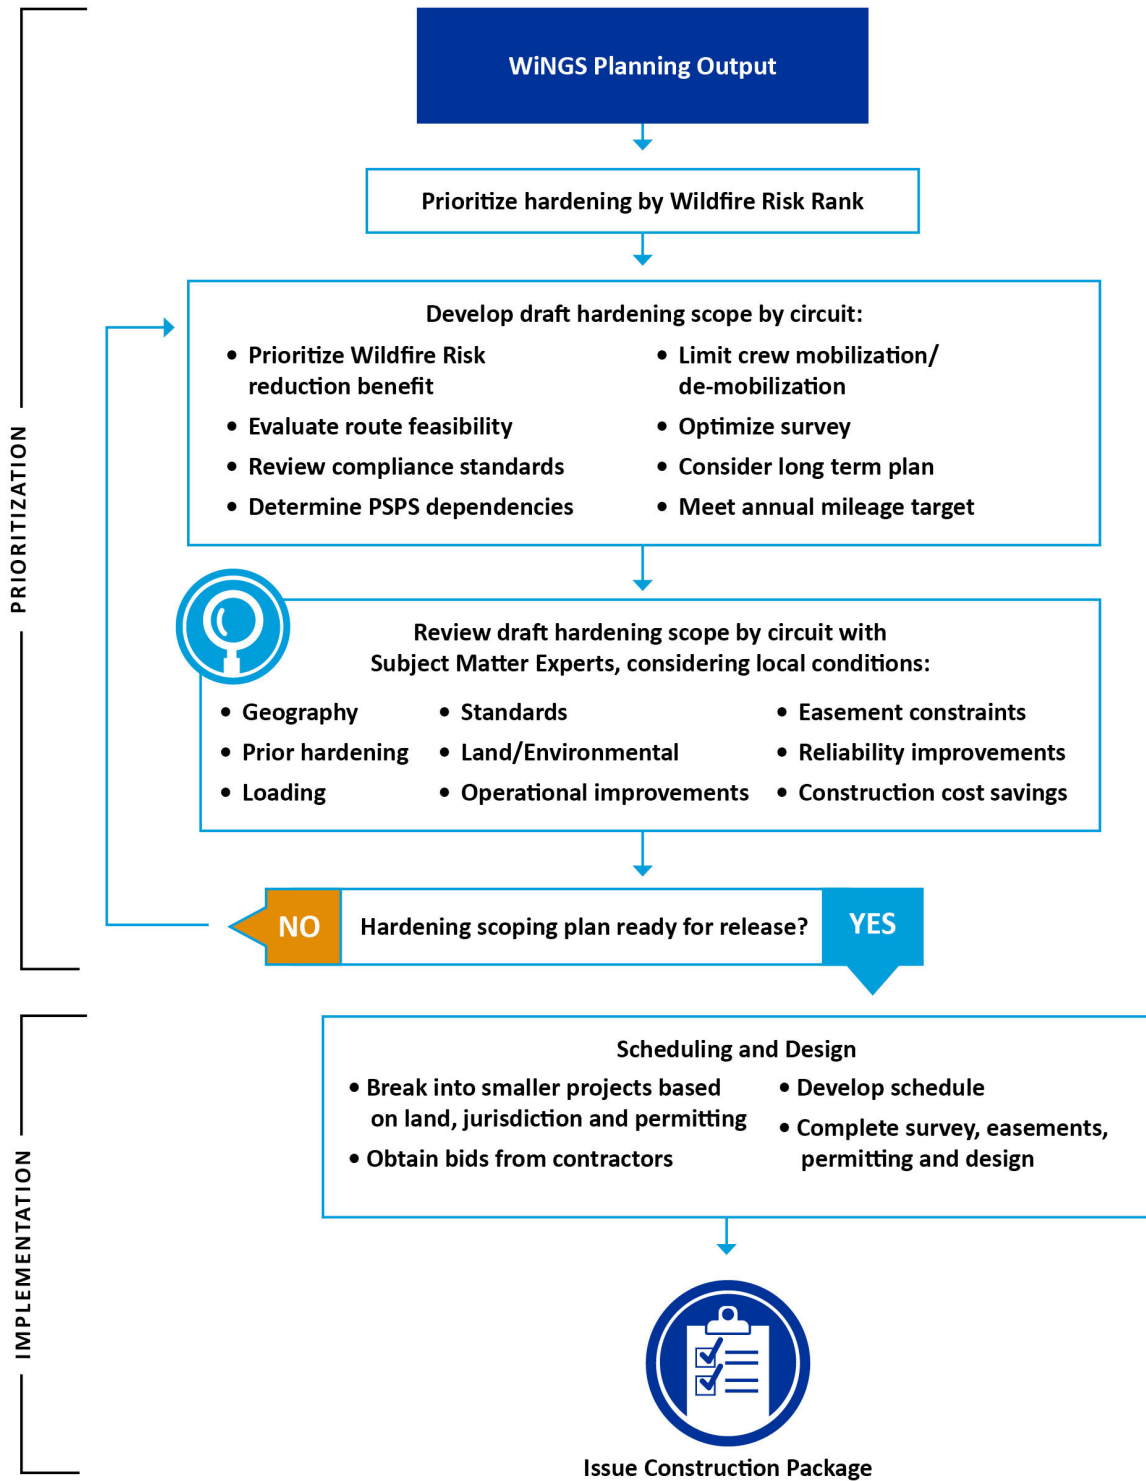 WiNGS Planning Output
Prioritize hardening by Wildfire Risk Rank
PRIORITIZATION
Develop draft hardening scope by circuit:
• Prioritize Wildfire Risk
reduction benefit
• Evaluate route feasibility
• Review compliance standards
• Determine PSPS dependencies
• Limit crew mobilization/
de-mobilization
• Optimize survey
• Consider long term plan
• Meet annual mileage target
Review draft hardening scope by circuit with
Subject Matter Experts, considering local conditions:
• Geography
• Prior hardening
• Loading
• Standards
• Land/Environmental
• Operational improvements
• Easement constraints
• Reliability improvements
• Construction cost savings
NO
Hardening scoping plan ready for release?
YES
IMPLEMENTATION
Scheduling and Design
• Break into smaller projects based
on land, jurisdiction and permitting
• Obtain bids from contractors
• Develop schedule
• Complete survey, easements,
permitting and design
Issue Construction Package